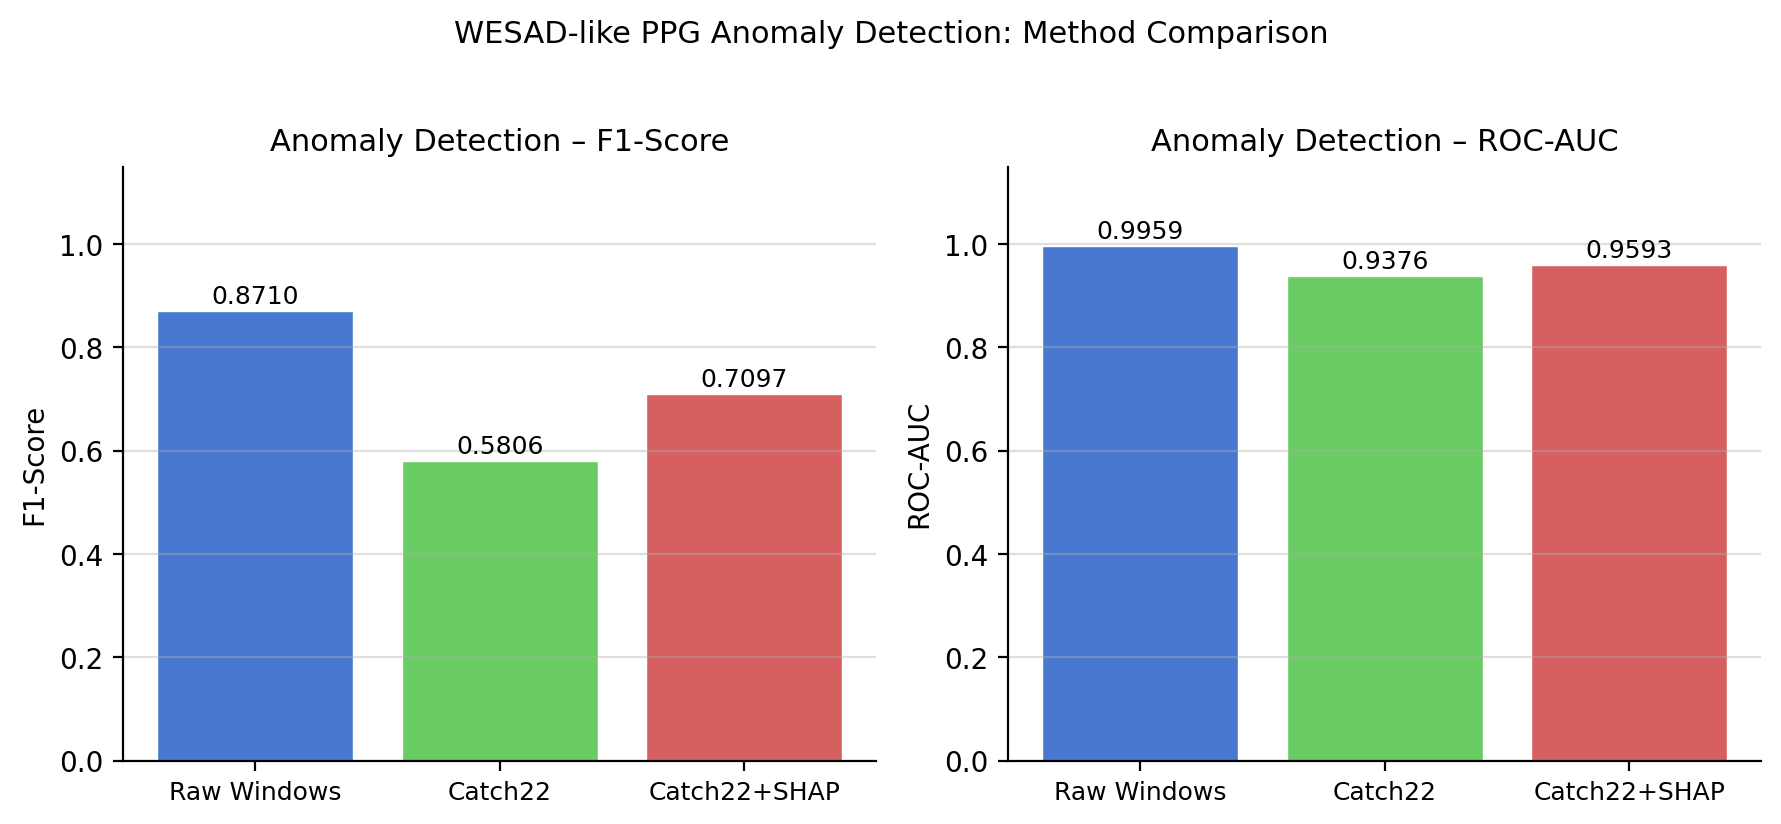 WESAD-like PPG Anomaly Detection: Method Comparison
Anomaly Detection – F1-Score
F1-Score
1.0
0.8
0.6
0.4
0.2
0.0
0.8710
0.5806
0.7097
Raw Windows
Catch22
Catch22+SHAP
Anomaly Detection – ROC-AUC
ROC-AUC
1.0
0.8
0.6
0.4
0.2
0.0
0.9959
0.9376
0.9593
Raw Windows
Catch22
Catch22+SHAP